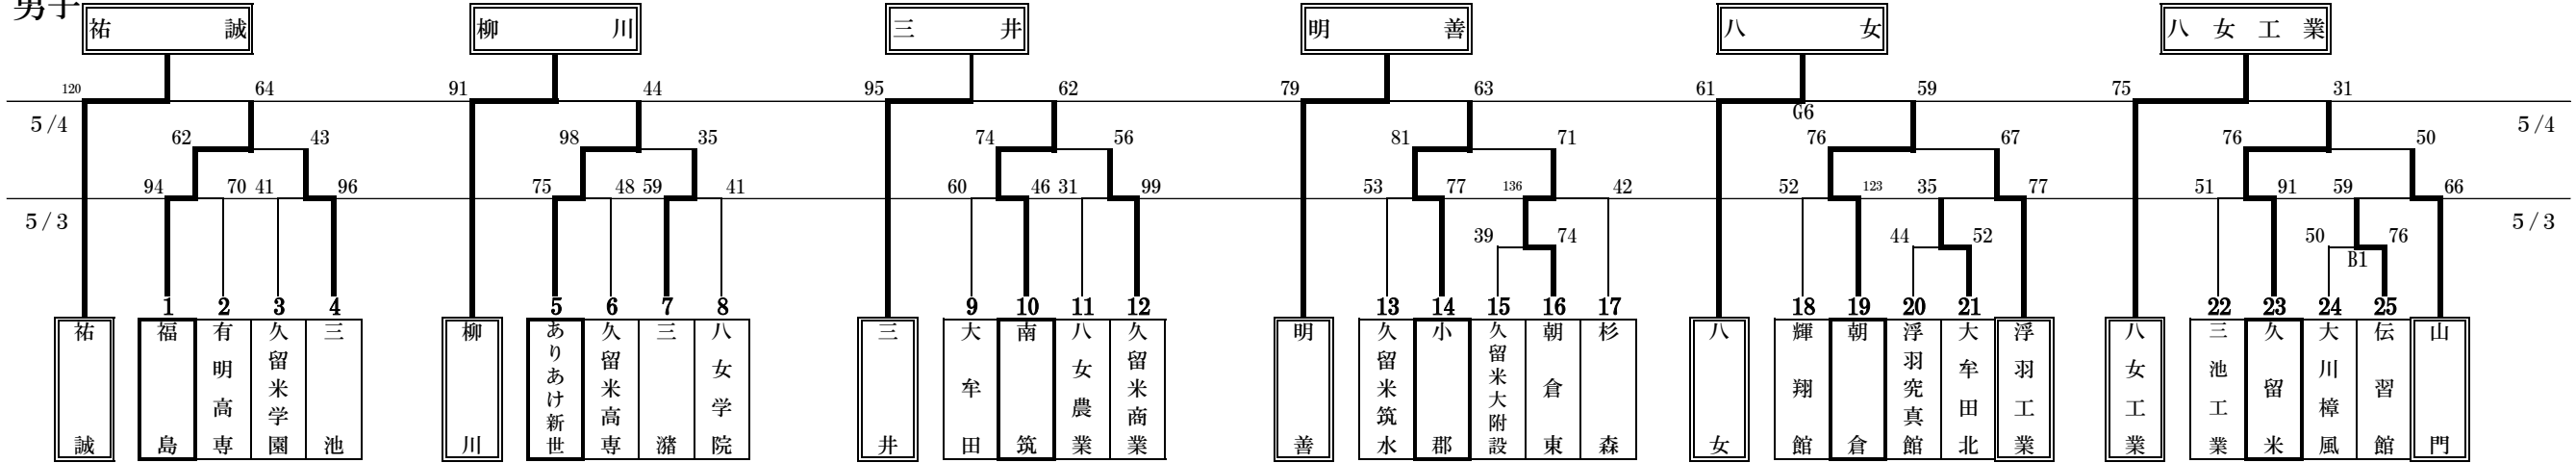 男子
祐誠
柳川
三井
明善
八女
八女工業
120 64 91 44 95 62 79 63 61 59 75 31
5/4 G6 5/4
62 43 98 35 74 56 81 71 76 67 76 50
94 70 41 96 75 48 59 41 60 46 31 99 53 77 136 42 52 123 35 77 51 91 59 66
5/3 5/3
39 74 44 52 50 76
B1
1 2 3 4 5 6 7 8 9 10 11 12 13 14 15 16 17 18 19 20 21 22 23 24 25
祐誠
福島
有明高専
久留米学園
三池
柳川
ありあけ新世
久留米高専
三潴
八女学院
三井
大牟田
南筑
八女農業
久留米商業
明善
久留米筑水
小郡
久留米大附設
朝倉東
杉森
八女
輝翔館
朝倉
浮羽究真館
大牟田北
浮羽工業
八女工業
三池工業
久留米
大川樟風
伝習館
山門